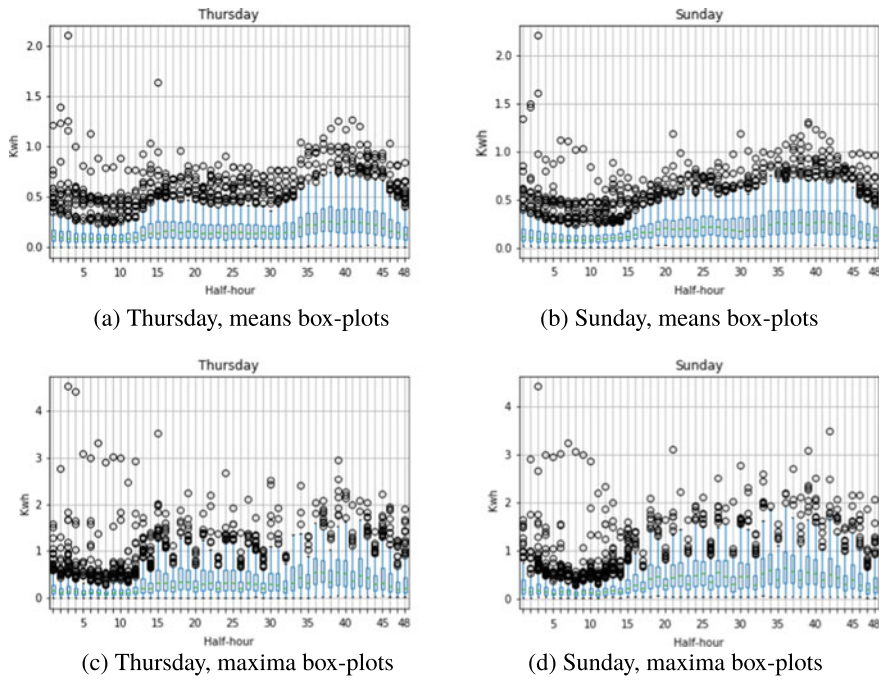 Thursday
Kwh
2.0
1.5
1.0
0.5
0.0
5 10 15 20 25 30 35 40 45 48
Half-hour
(a) Thursday, means box-plots
Sunday
Kwh
2.0
1.5
1.0
0.5
0.0
5 10 15 20 25 30 35 40 45 48
Half-hour
(b) Sunday, means box-plots
Thursday
Kwh
4
3
2
1
0
5 10 15 20 25 30 35 40 45 48
Half-hour
(c) Thursday, maxima box-plots
Sunday
Kwh
4
3
2
1
0
5 10 15 20 25 30 35 40 45 48
Half-hour
(d) Sunday, maxima box-plots